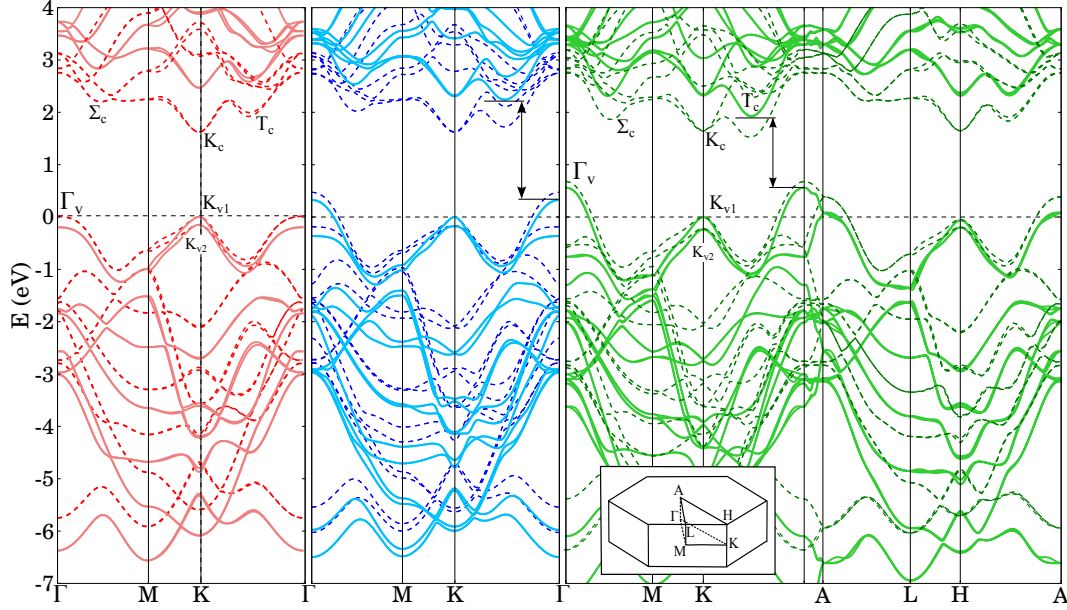 E (eV)
4
3
2
1
0
-1
-2
-3
-4
-5
-6
-7
Σc
Tc
Kc
Γv
Kv1
Kv2
Σc
Tc
Kc
Γv
Kv1
Kv2
A
Γ
H
L
M
K
Γ M K Γ M K Γ M K A L H A